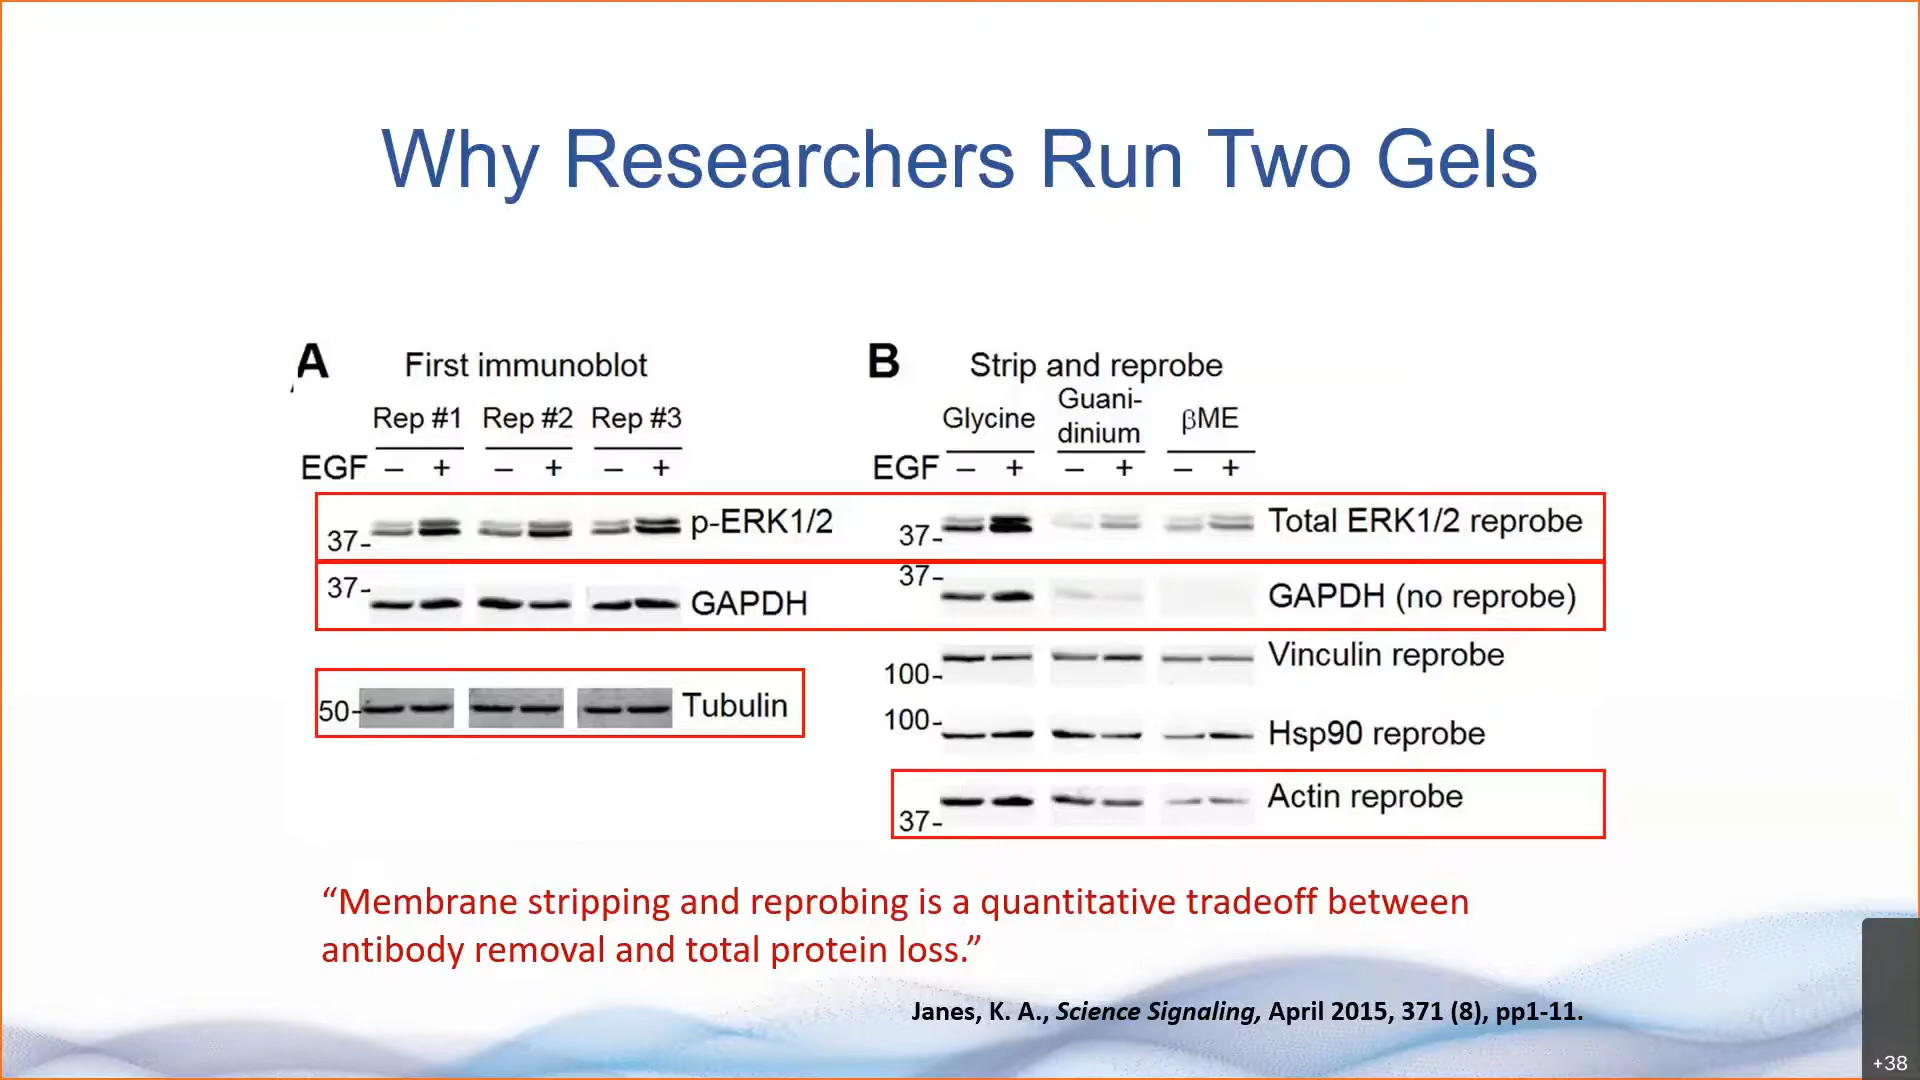 Why Researchers Run Two Gels
A First immunoblot
Rep #1 Rep #2 Rep #3
EGF – + – + – +
37- p-ERK1/2
37- GAPDH
50- Tubulin
B Strip and reprobe
Glycine Guani-dinium βME
EGF – + – + – +
37- Total ERK1/2 reprobe
37- GAPDH (no reprobe)
100- Vinculin reprobe
100- Hsp90 reprobe
37- Actin reprobe
“Membrane stripping and reprobing is a quantitative tradeoff between
antibody removal and total protein loss.”
Janes, K. A., Science Signaling, April 2015, 371 (8), pp1-11.
+38